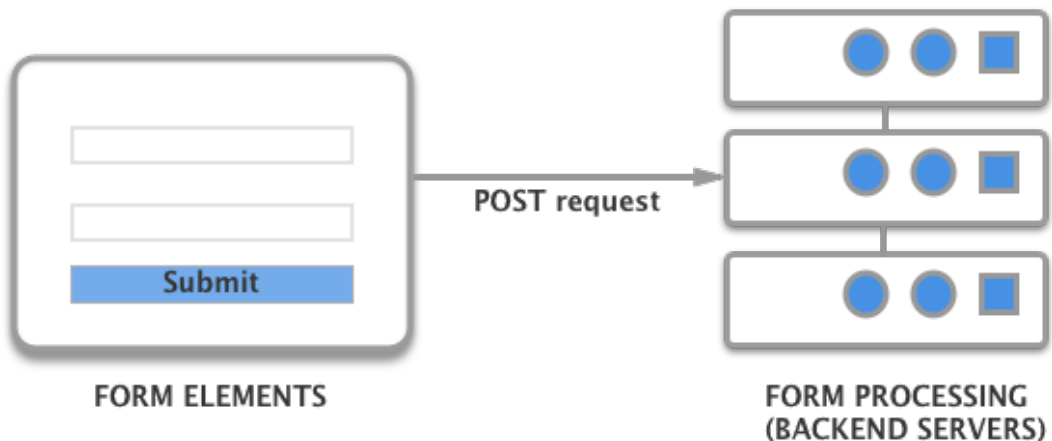 POST request
Submit
FORM ELEMENTS
FORM PROCESSING
(BACKEND SERVERS)